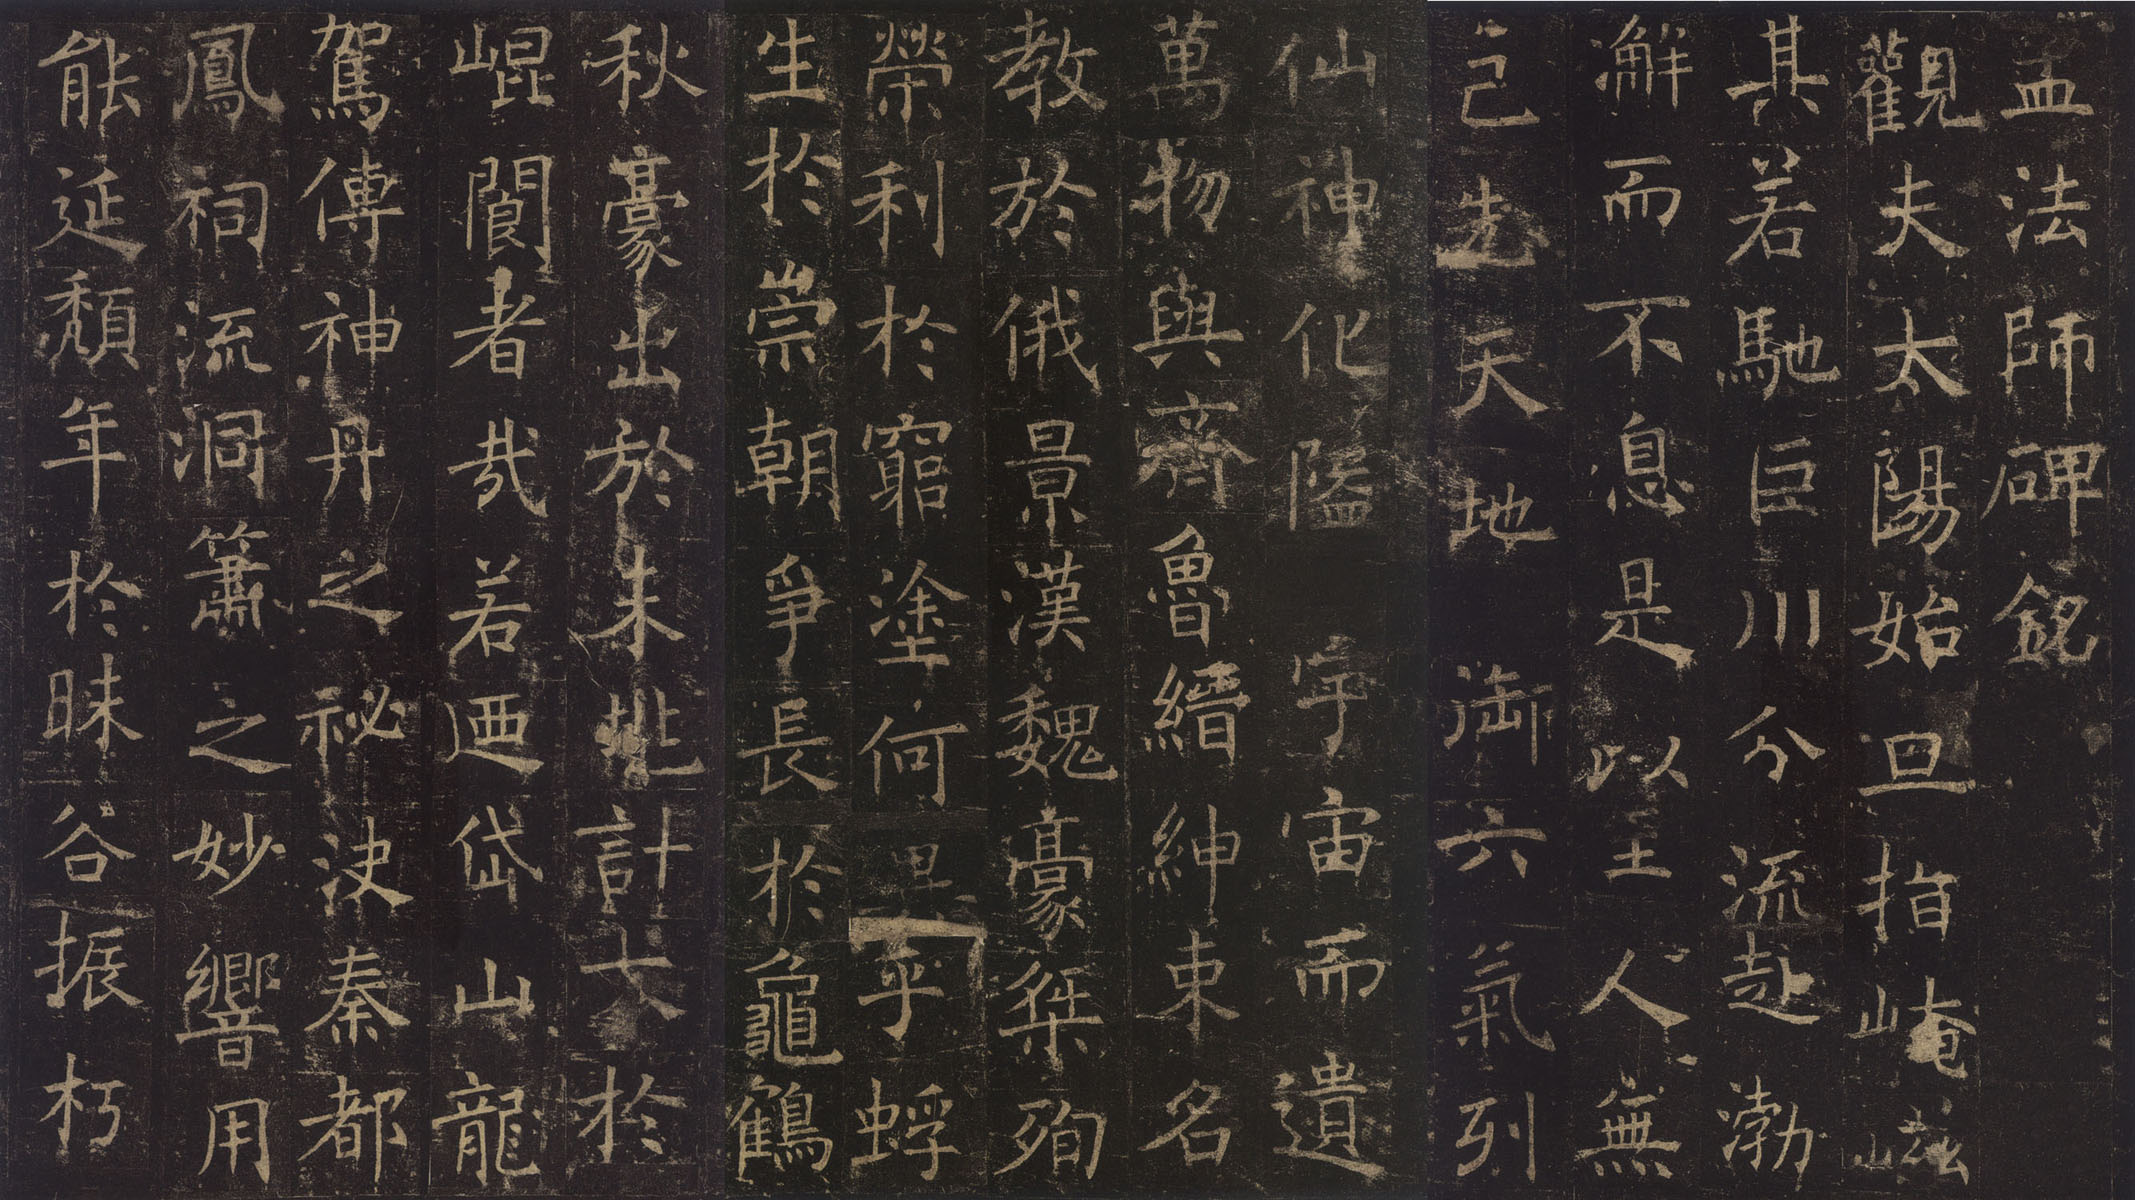 孟法師碑銘
觀夫太陽始旦指崦嵫
其若馳巨川分流赴渤
澥而不息是以至人無
己先天地御六氣列
仙神化隘宇宙而遺
萬物與齊魯縉紳束名
教於俄景漢魏豪桀殉
榮利於窮塗何異乎蜉
生於崇朝爭長於龜鶴
秋豪出於未兆計大於
崐閬者哉若迺岱山龍
駕傳神丹之祕決秦都
鳳祠流洞簫之妙響用
能延頹年於昧谷振朽